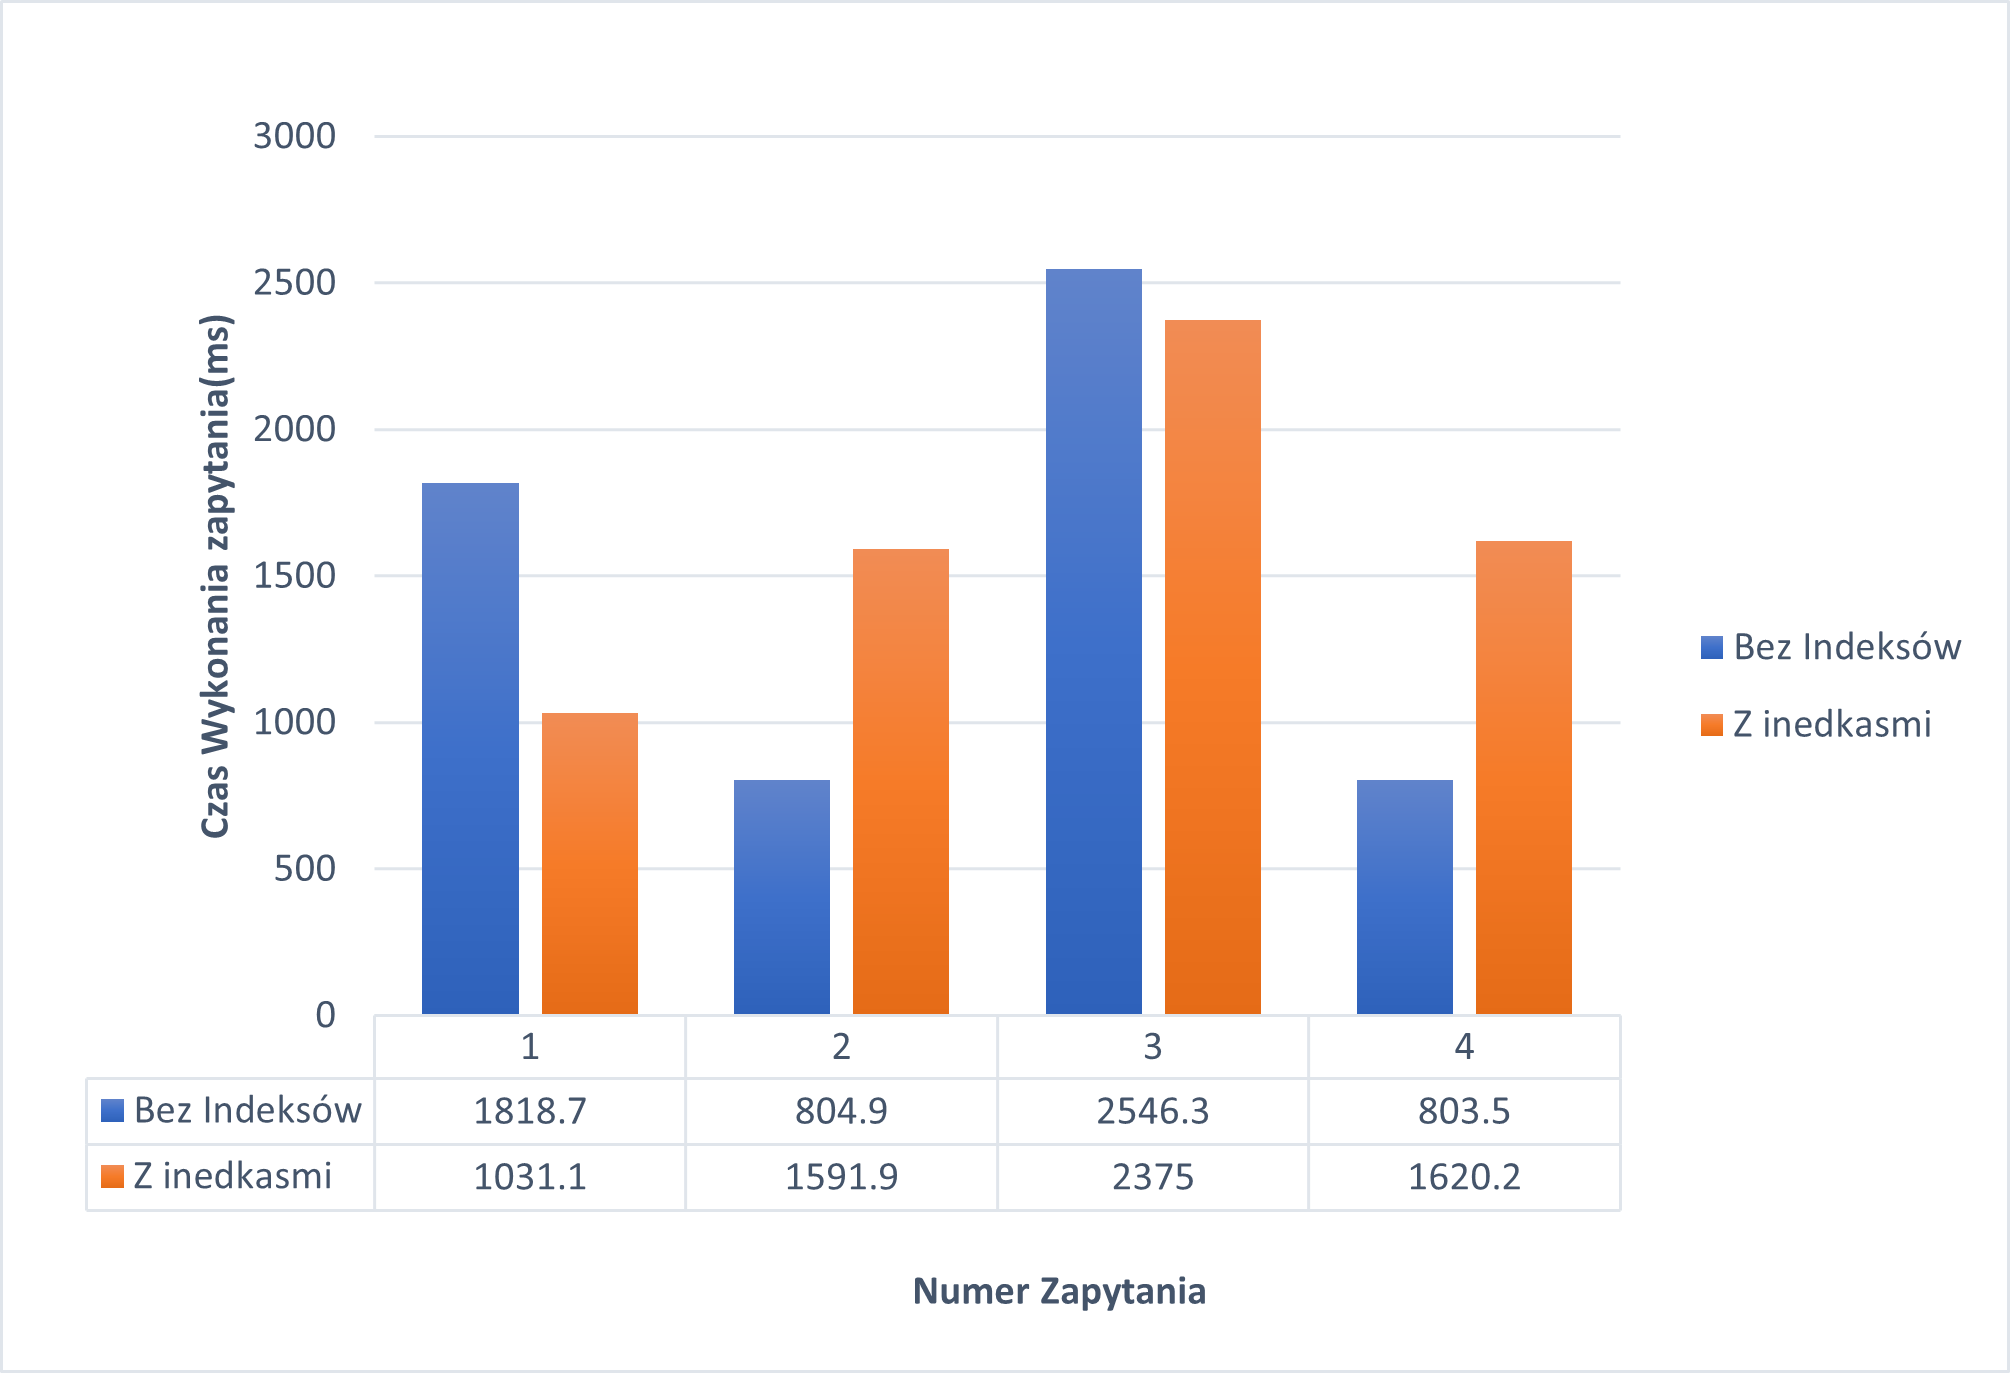 3000
2500
2000
1500
1000
500
0
Czas Wykonania zapytania(ms)
Bez Indeksów
Z inedkasmi
1 2 3 4
Bez Indeksów 1818.7 804.9 2546.3 803.5
Z inedkasmi 1031.1 1591.9 2375 1620.2
Numer Zapytania